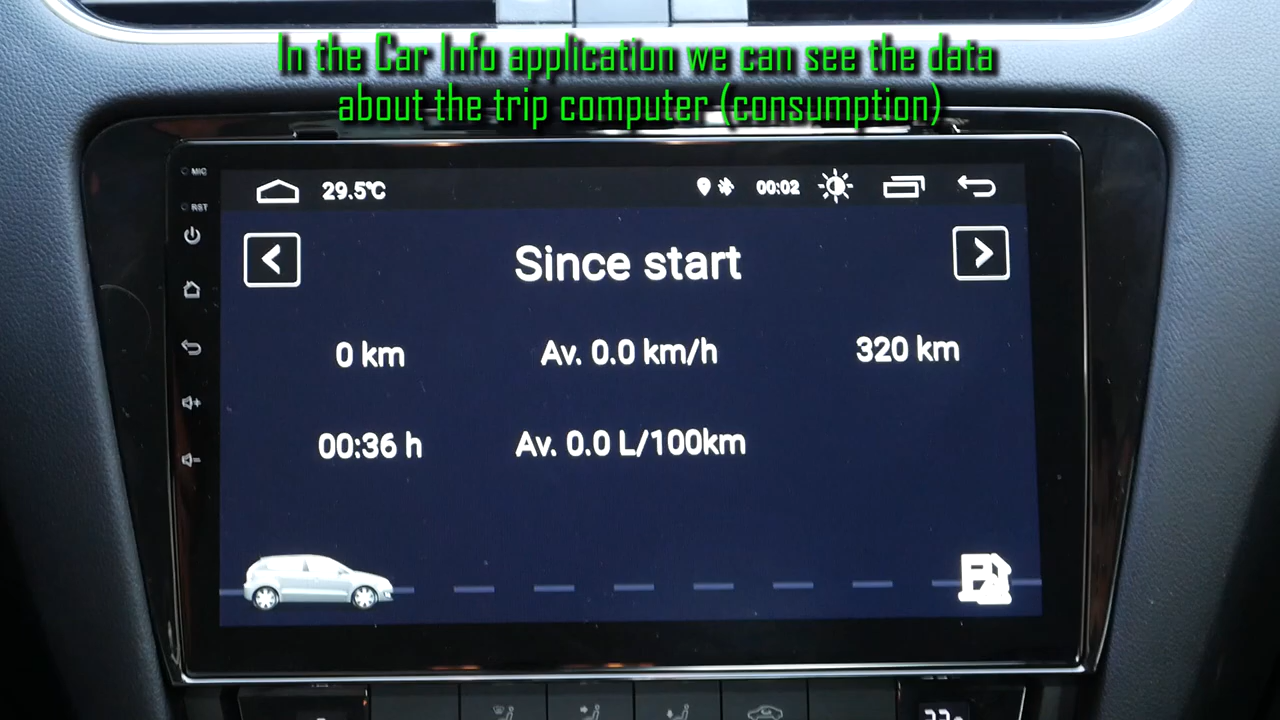 In the Car Info application we can see the data
about the trip computer (consumption)
MIC
29.5℃
00:02
RST
Since start
0 km
Av. 0.0 km/h
320 km
00:36 h
Av. 0.0 L/100km